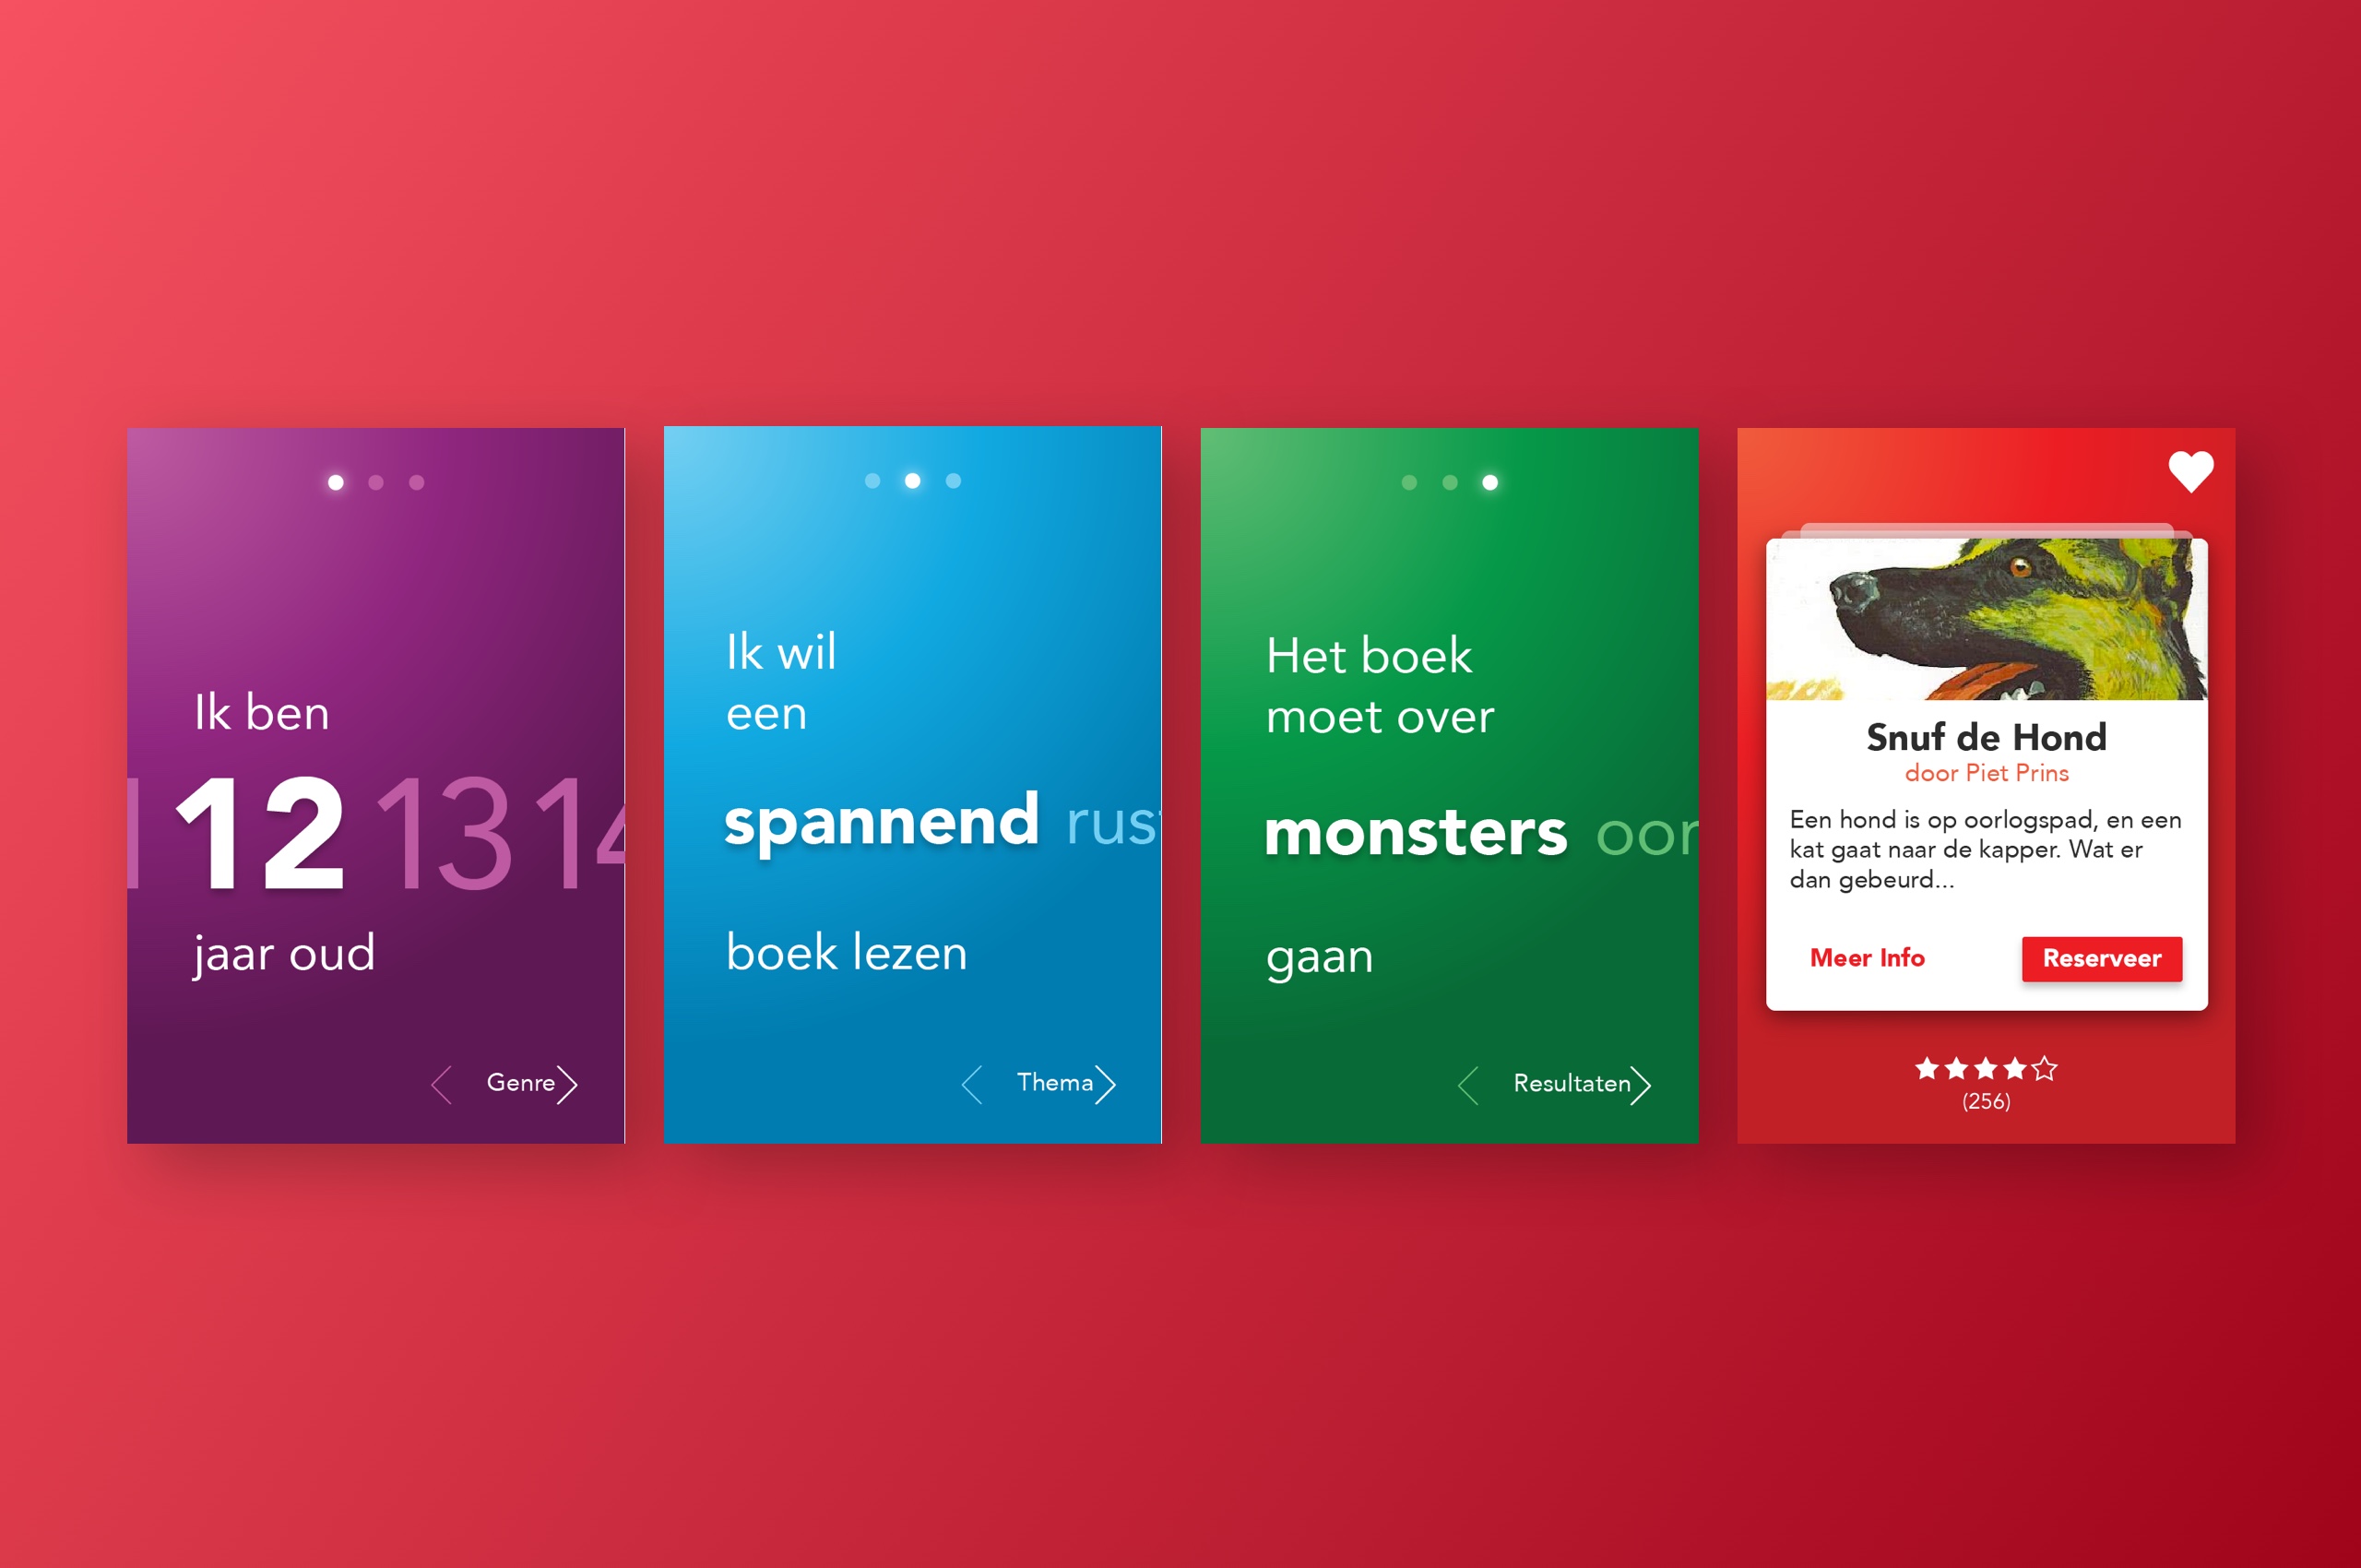 Ik ben
12 13 14
jaar oud
Genre
Ik wil
een
spannend
boek lezen
Thema
Het boek
moet over
monsters
gaan
Resultaten
Snuf de Hond
door Piet Prins
Een hond is op oorlogspad, en een
kat gaat naar de kapper. Wat er
dan gebeurd...
Meer Info
Reserveer
(256)